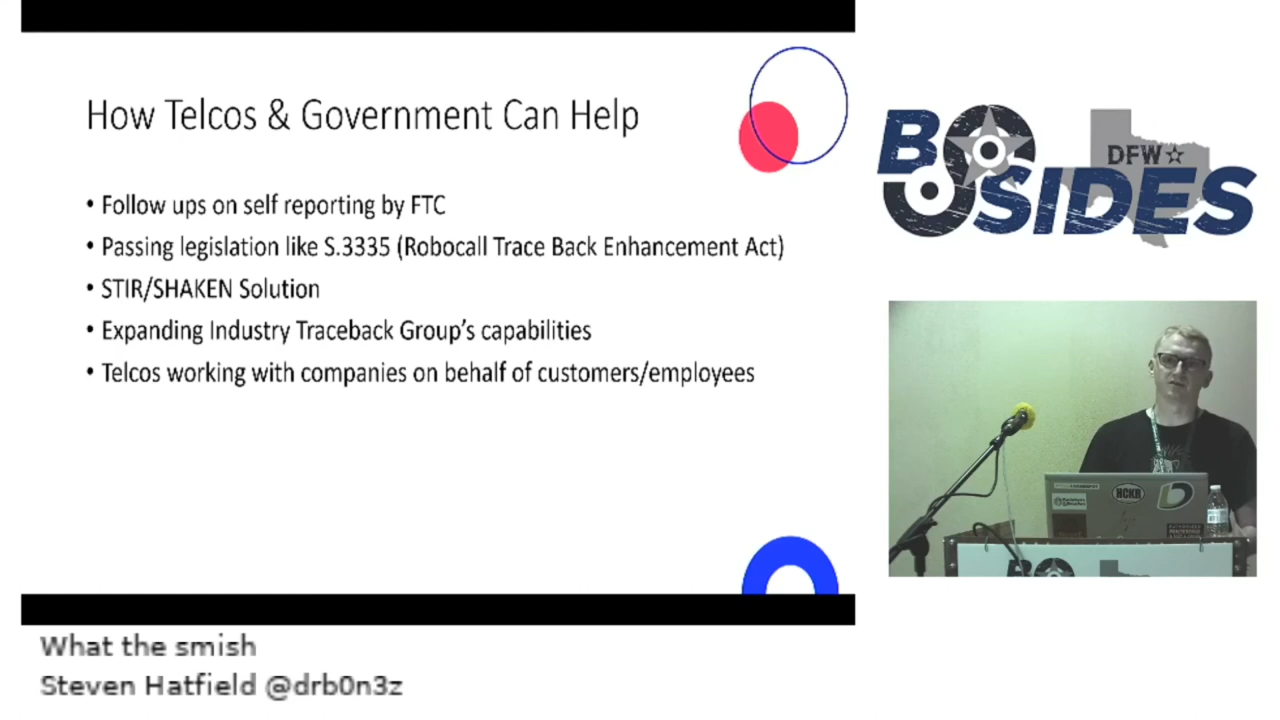 How Telcos & Government Can Help
• Follow ups on self reporting by FTC
• Passing legislation like S.3335 (Robocall Trace Back Enhancement Act)
• STIR/SHAKEN Solution
• Expanding Industry Traceback Group's capabilities
• Telcos working with companies on behalf of customers/employees
BSIDES
DFW
HCKR
What the smish
Steven Hatfield @drb0n3z